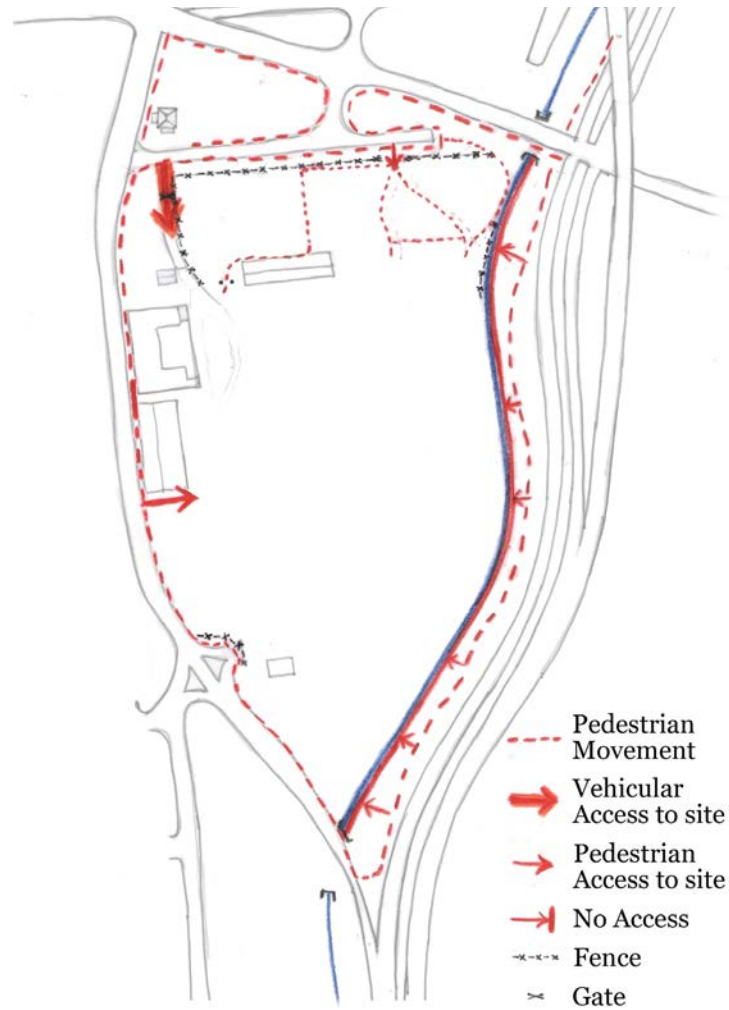 Pedestrian
Movement
Vehicular
Access to site
Pedestrian
Access to site
No Access
Fence
Gate